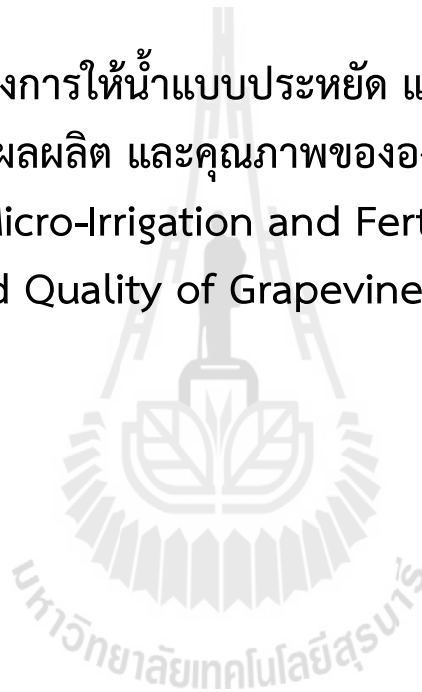 งการให้น้ำแบบประหยัด แ
ผลผลิต และคุณภาพขององ
Micro-Irrigation and Fert
d Quality of Grapevine
มหาวิทยาลัยเทคโนโลยีสุรนารี